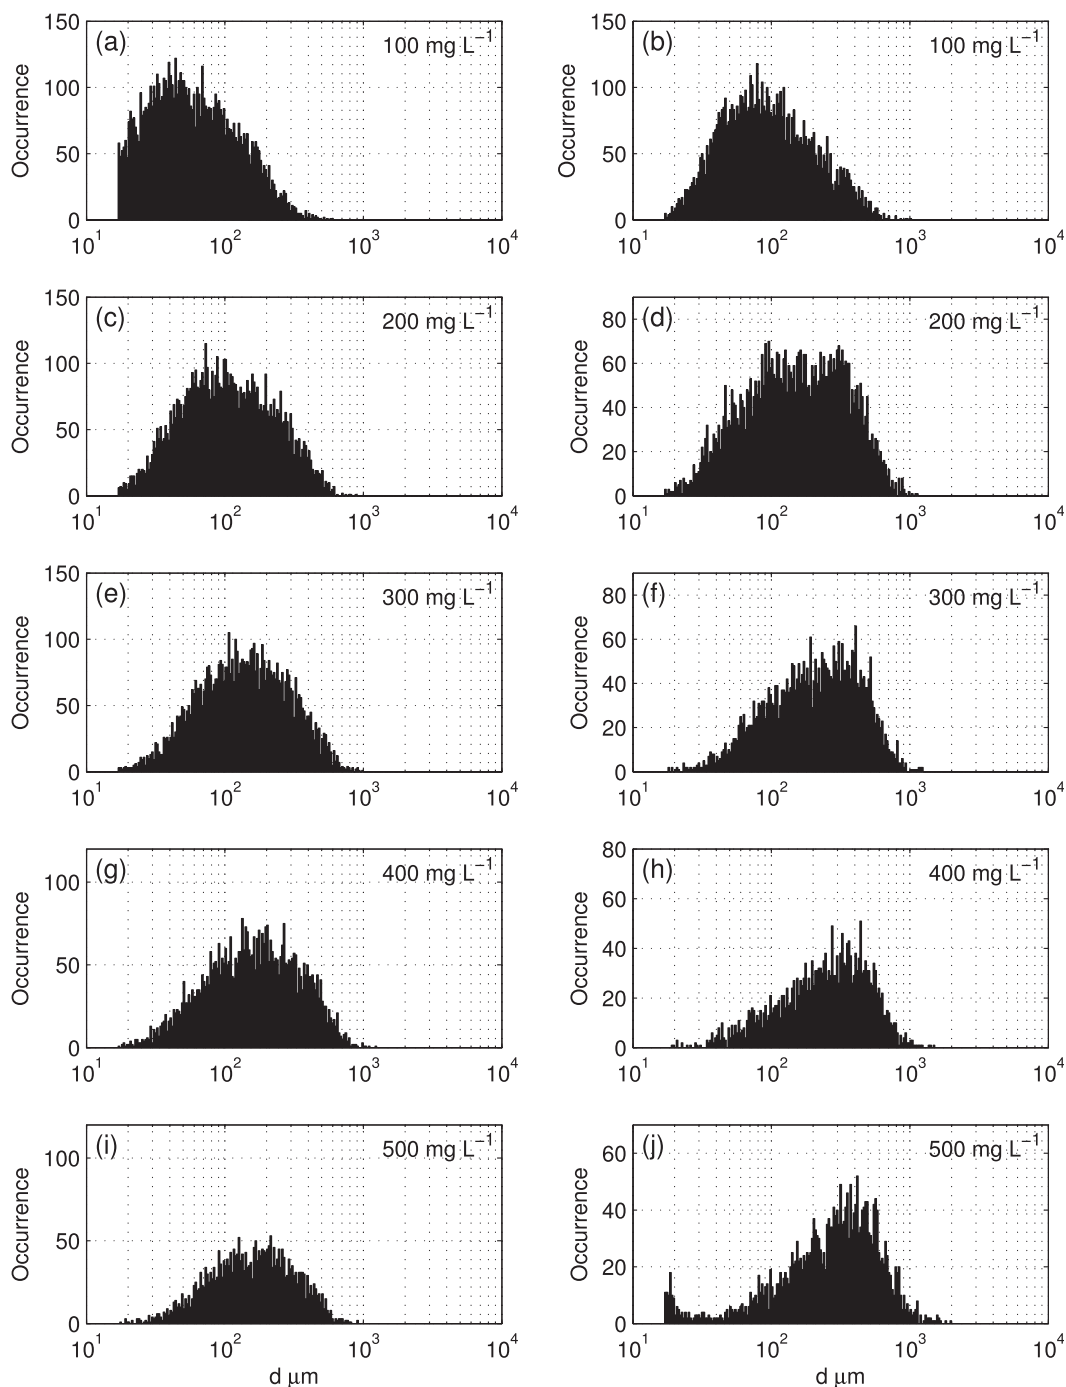 (a) 100 mg L⁻¹
Occurrence
150
100
50
0
10¹ 10² 10³ 10⁴
(b) 100 mg L⁻¹
Occurrence
150
100
50
0
10¹ 10² 10³ 10⁴
(c) 200 mg L⁻¹
Occurrence
150
100
50
0
10¹ 10² 10³ 10⁴
(d) 200 mg L⁻¹
Occurrence
80
60
40
20
0
10¹ 10² 10³ 10⁴
(e) 300 mg L⁻¹
Occurrence
150
100
50
0
10¹ 10² 10³ 10⁴
(f) 300 mg L⁻¹
Occurrence
80
60
40
20
0
10¹ 10² 10³ 10⁴
(g) 400 mg L⁻¹
Occurrence
100
50
0
10¹ 10² 10³ 10⁴
(h) 400 mg L⁻¹
Occurrence
80
60
40
20
0
10¹ 10² 10³ 10⁴
(i) 500 mg L⁻¹
Occurrence
100
50
0
10¹ 10² 10³ 10⁴
d μm
(j) 500 mg L⁻¹
Occurrence
60
40
20
0
10¹ 10² 10³ 10⁴
d μm